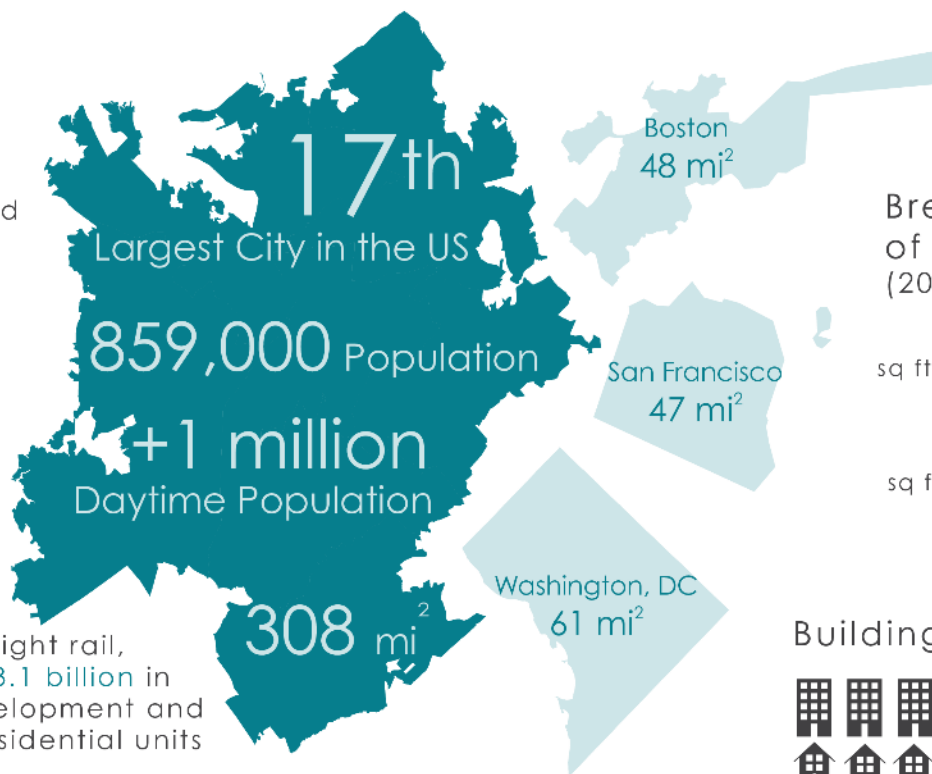 17th
Largest City in the US
859,000 Population
+1 million
Daytime Population
308 mi²
Boston
48 mi²
San Francisco
47 mi²
Washington, DC
61 mi²
d
ight rail,
3.1 billion in
elopment and
sidential units
Bre
of
(20
sq ft
sq f
Building